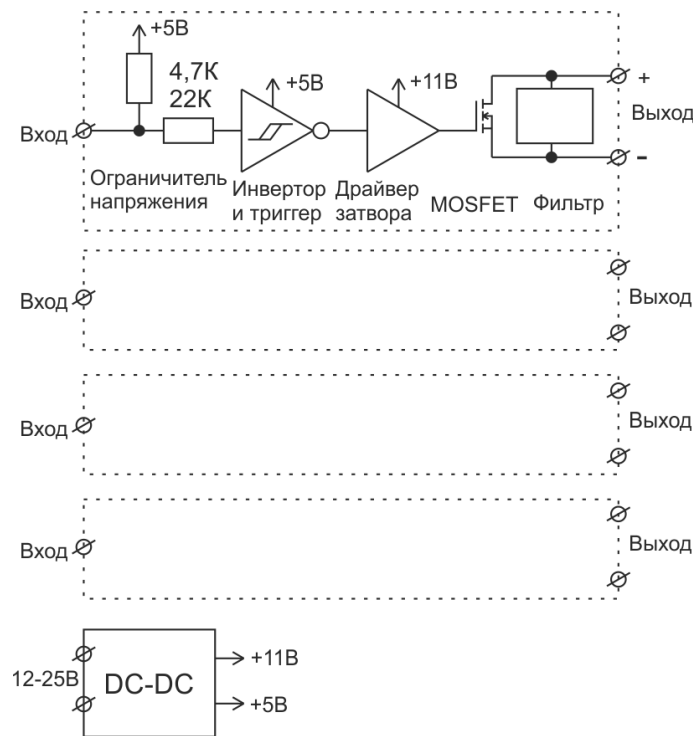 +5В
4,7К
22К
+5В
+11В
+
Вход
Выход
-
Ограничитель
напряжения
Инвертор
и триггер
Драйвер
затвора
MOSFET
Фильтр
Вход
Выход
Вход
Выход
Вход
Выход
12-25В
DC-DC
+11В
+5В